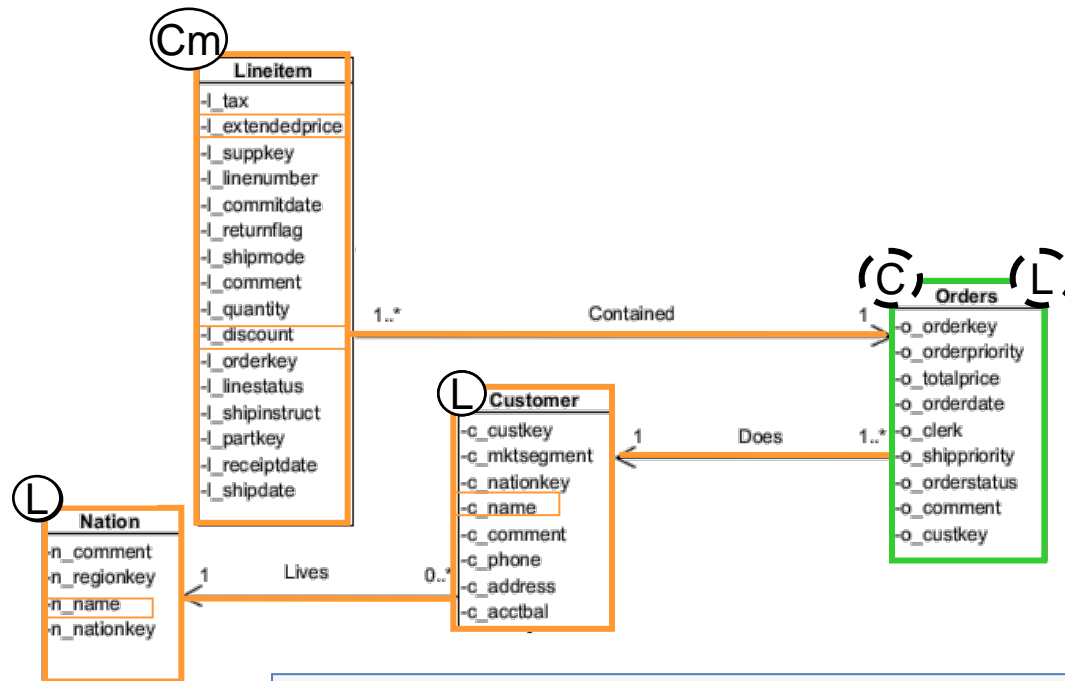 Cm
Lineitem
-l_tax
-l_extendedprice
-l_suppkey
-l_linenumber
-l_commitdate
-l_returnflag
-l_shipmode
-l_comment
-l_quantity
-l_discount
-l_orderkey
-l_linestatus
-l_shipinstruct
-l_partkey
-l_receiptdate
-l_shipdate
1..*
Contained
1
C
L
Orders
-o_orderkey
-o_orderpriority
-o_totalprice
-o_orderdate
-o_clerk
-o_shippriority
-o_orderstatus
-o_comment
-o_custkey
L
Customer
-c_custkey
-c_mktsegment
-c_nationkey
-c_name
-c_comment
-c_phone
-c_address
-c_acctbal
1
Does
1..*
L
Nation
-n_comment
-n_regionkey
-n_name
-n_nationkey
1
Lives
0..*